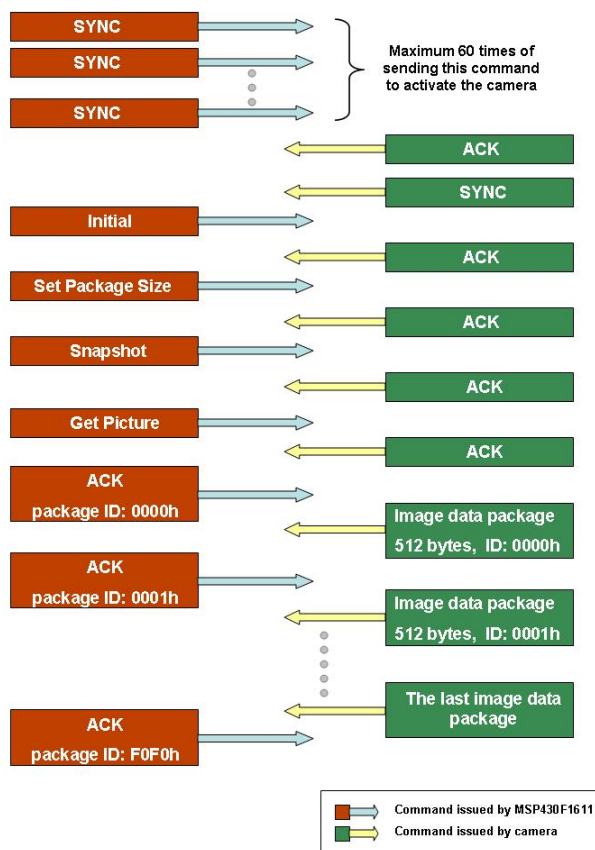 SYNC
SYNC
SYNC
Maximum 60 times of
sending this command
to activate the camera
ACK
SYNC
Initial
ACK
Set Package Size
ACK
Snapshot
ACK
Get Picture
ACK
ACK
package ID: 0000h
Image data package
512 bytes, ID: 0000h
ACK
package ID: 0001h
Image data package
512 bytes, ID: 0001h
The last image data
package
ACK
package ID: F0F0h
Command issued by MSP430F1611
Command issued by camera